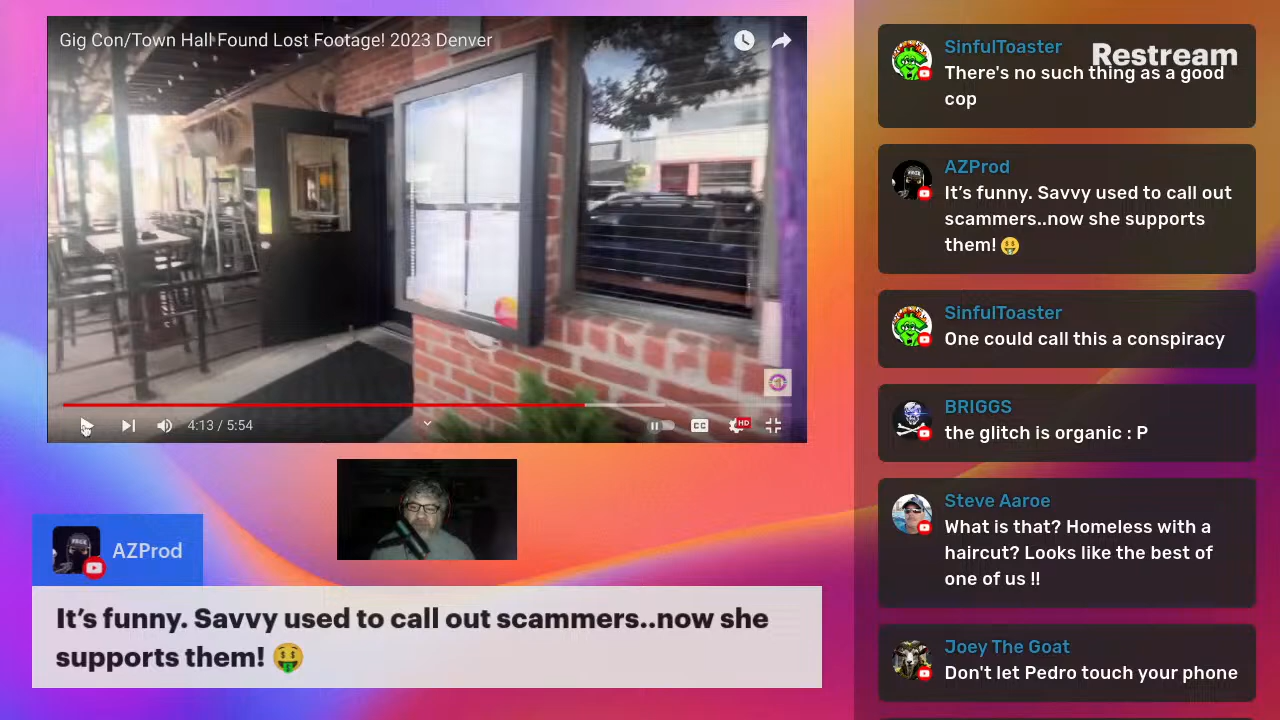 Gig Con/Town Hall Found Lost Footage! 2023 Denver
4:13 / 5:54
CC
HD
AZProd
It’s funny. Savvy used to call out scammers..now she
supports them! 🤑
Restream
SinfulToaster
There's no such thing as a good
cop
AZProd
It’s funny. Savvy used to call out
scammers..now she supports
them! 🤑
SinfulToaster
One could call this a conspiracy
BRIGGS
the glitch is organic : P
Steve Aaroe
What is that? Homeless with a
haircut? Looks like the best of
one of us !!
Joey The Goat
Don't let Pedro touch your phone